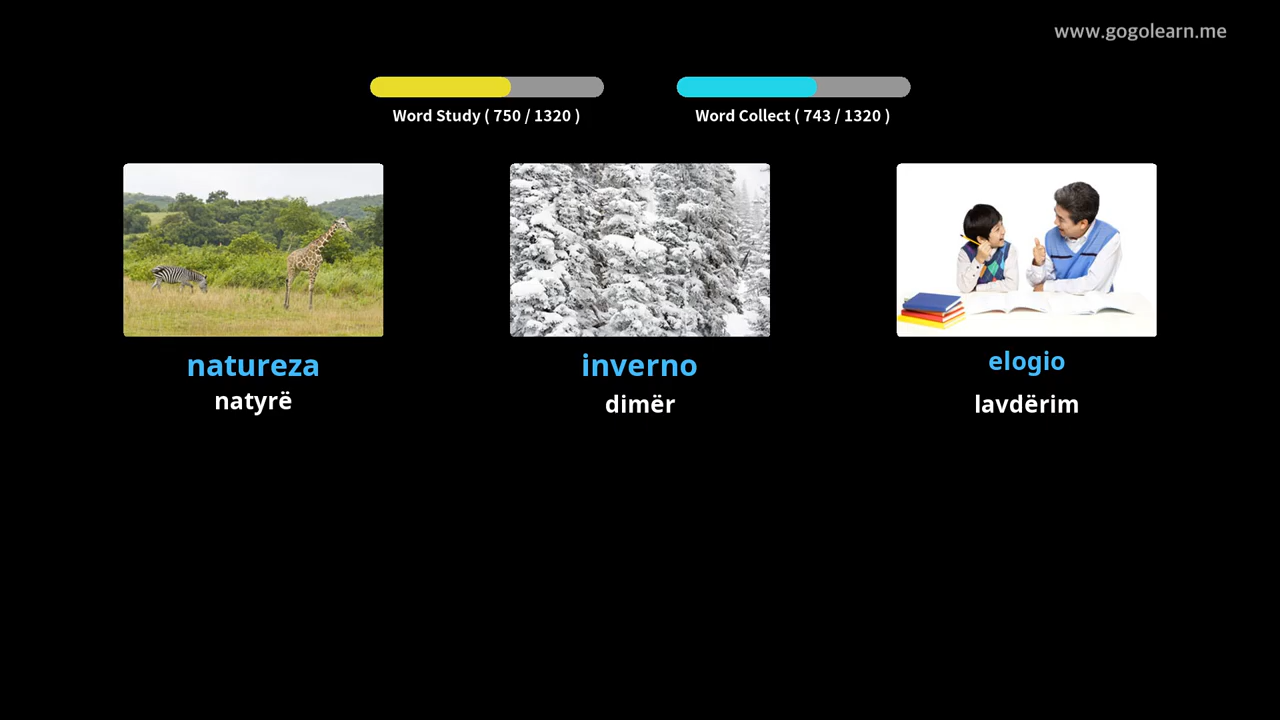 www.gogolearn.me
Word Study ( 750 / 1320 )
Word Collect ( 743 / 1320 )
natureza
natyrë
inverno
dimër
elogio
lavdërim